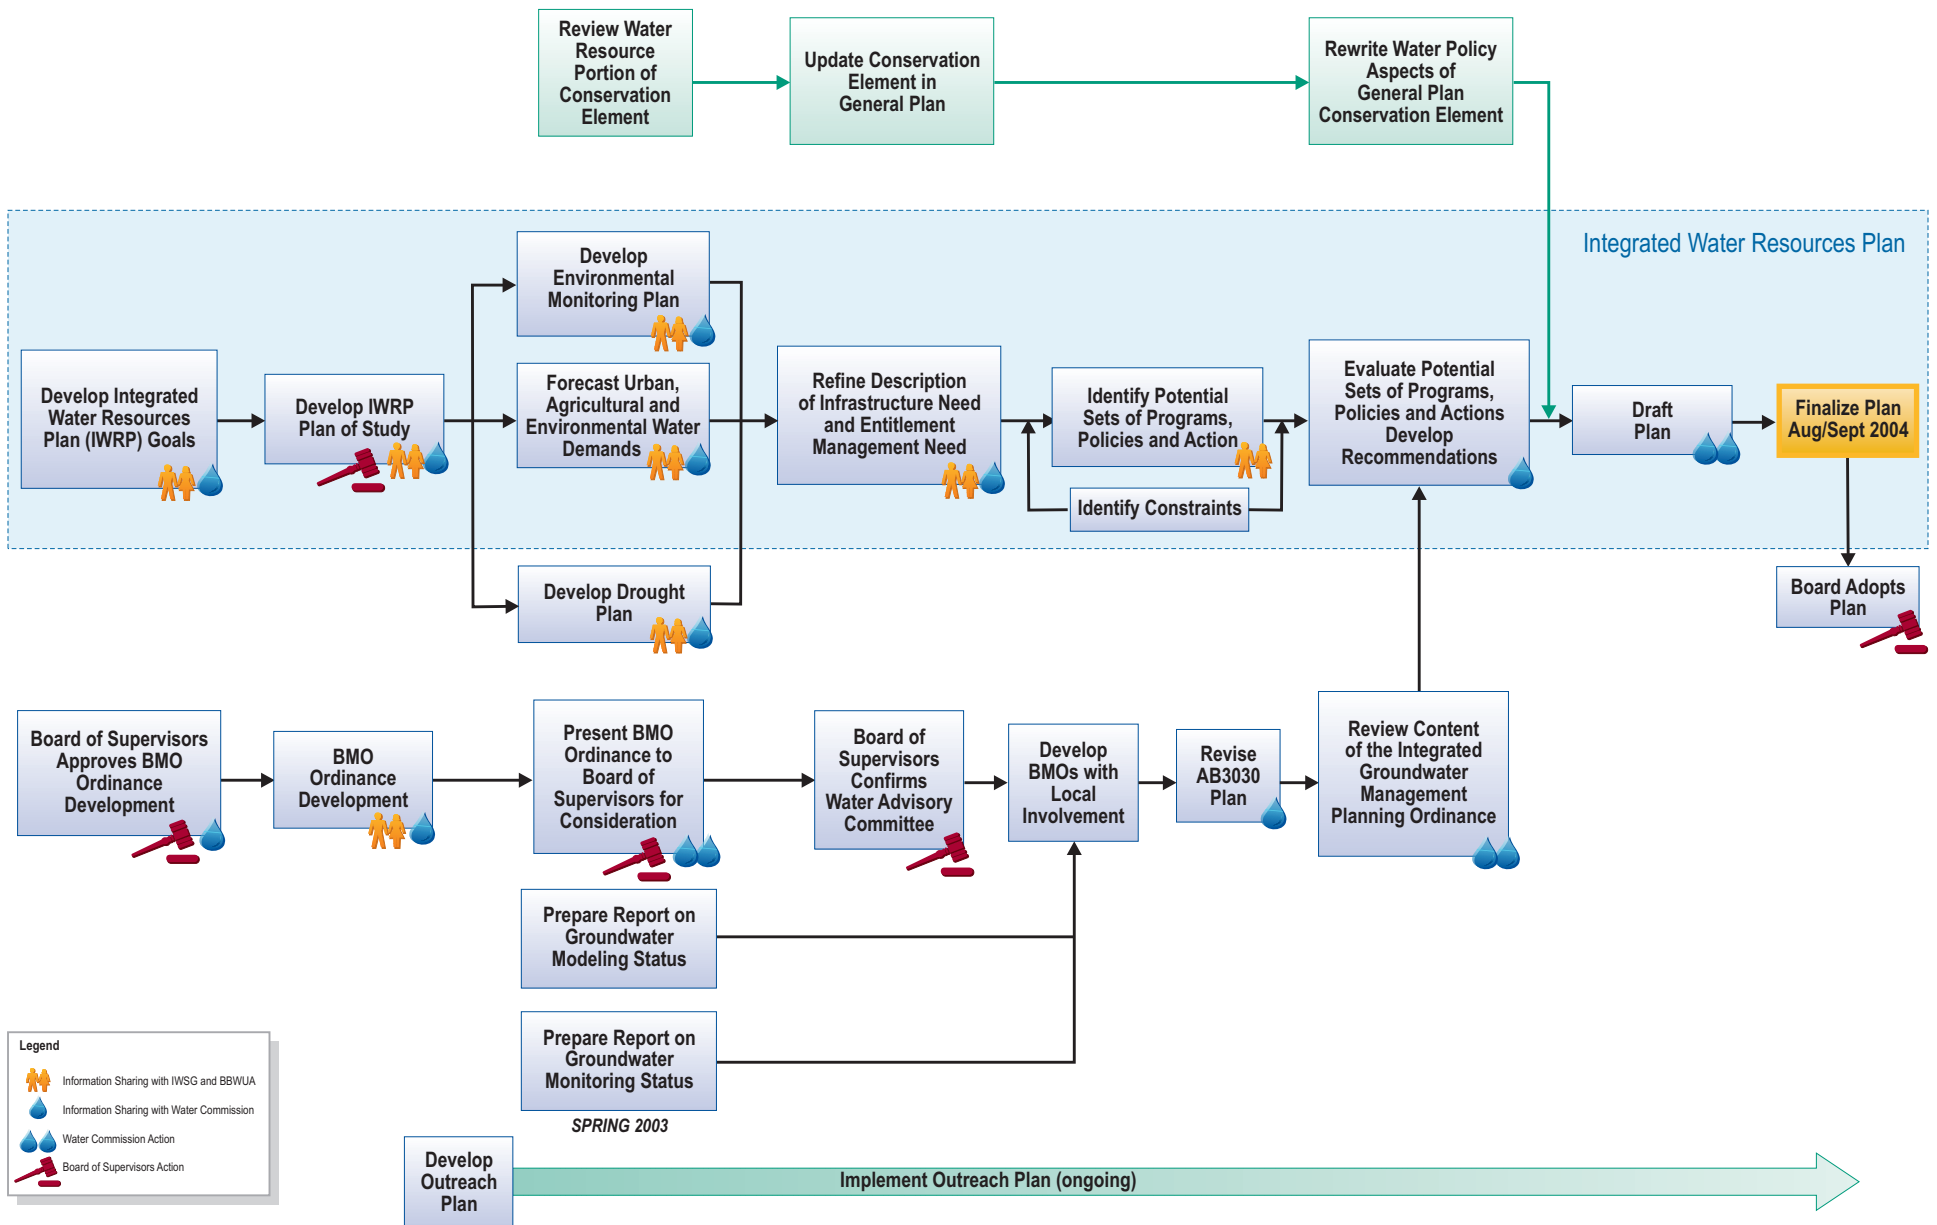 Review Water
Resource
Portion of
Conservation
Element
Update Conservation
Element in
General Plan
Rewrite Water Policy
Aspects of
General Plan
Conservation Element
Integrated Water Resources Plan
Develop Integrated
Water Resources
Plan (IWRP) Goals
Develop IWRP
Plan of Study
Develop
Environmental
Monitoring Plan
Forecast Urban,
Agricultural and
Environmental Water
Demands
Develop Drought
Plan
Refine Description
of Infrastructure Need
and Entitlement
Management Need
Identify Potential
Sets of Programs,
Policies and Action
Identify Constraints
Evaluate Potential
Sets of Programs,
Policies and Actions
Develop
Recommendations
Draft
Plan
Finalize Plan
Aug/Sept 2004
Board Adopts
Plan
Board of Supervisors
Approves BMO
Ordinance
Development
BMO
Ordinance
Development
Present BMO
Ordinance to
Board of
Supervisors for
Consideration
Board of
Supervisors
Confirms
Water Advisory
Committee
Develop
BMOs with
Local
Involvement
Revise
AB3030
Plan
Review Content
of the Integrated
Groundwater
Management
Planning Ordinance
Prepare Report on
Groundwater
Modeling Status
Prepare Report on
Groundwater
Monitoring Status
SPRING 2003
Legend
Information Sharing with IWSG and BBWUA
Information Sharing with Water Commission
Water Commission Action
Board of Supervisors Action
Develop
Outreach
Plan
Implement Outreach Plan (ongoing)